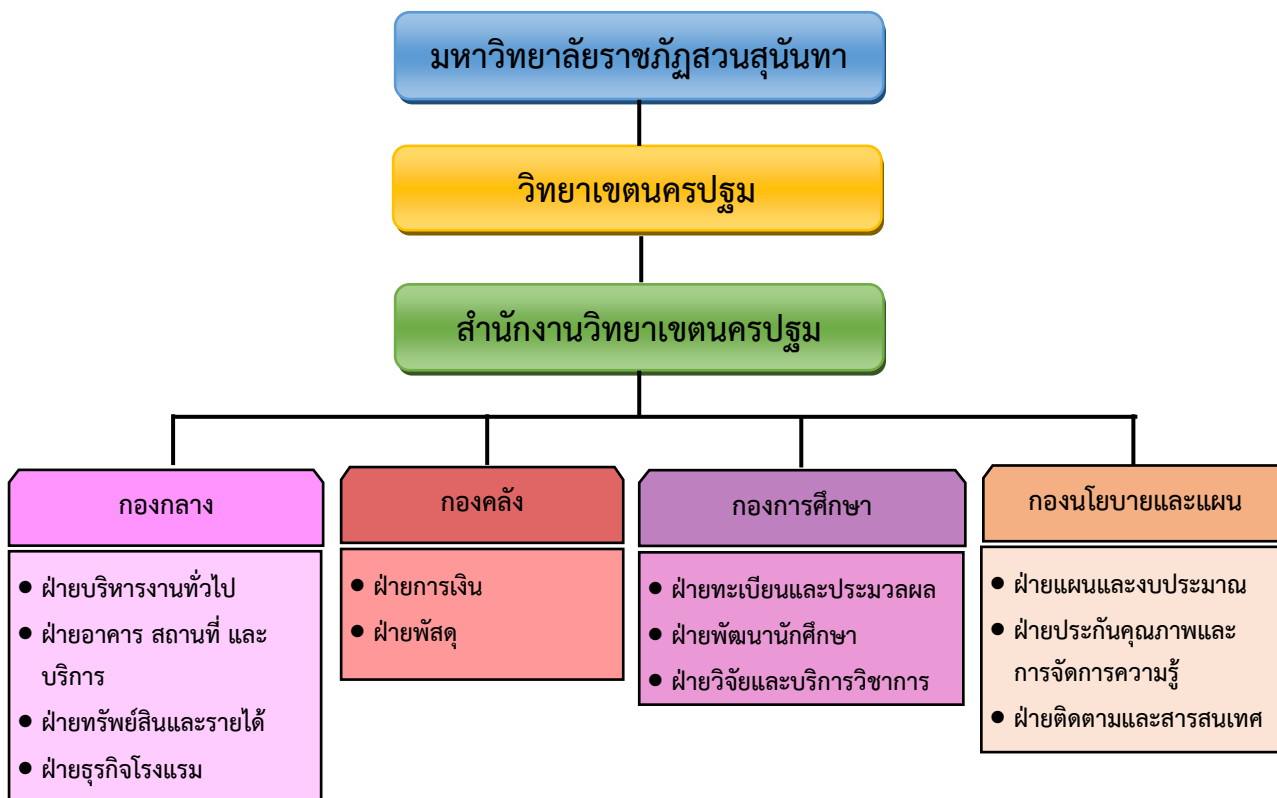 มหาวิทยาลัยราชภัฏสวนสุนันทา
วิทยาเขตนครปฐม
สำนักงานวิทยาเขตนครปฐม
กองกลาง
● ฝ่ายบริหารงานทั่วไป
● ฝ่ายอาคาร สถานที่ และ
บริการ
● ฝ่ายทรัพย์สินและรายได้
● ฝ่ายธุรกิจโรงแรม
กองคลัง
● ฝ่ายการเงิน
● ฝ่ายพัสดุ
กองการศึกษา
● ฝ่ายทะเบียนและประมวลผล
● ฝ่ายพัฒนานักศึกษา
● ฝ่ายวิจัยและบริการวิชาการ
กองนโยบายและแผน
● ฝ่ายแผนและงบประมาณ
● ฝ่ายประกันคุณภาพและ
การจัดการความรู้
● ฝ่ายติดตามและสารสนเทศ